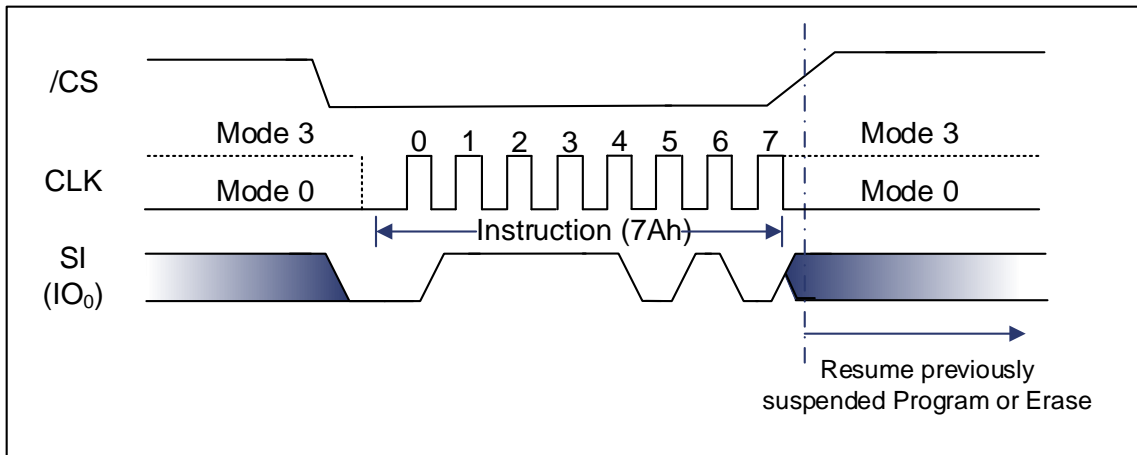 /CS
Mode 3
0 1 2 3 4 5 6 7
Mode 3
CLK
Mode 0
Mode 0
Instruction (7Ah)
SI
(IO₀)
Resume previously
suspended Program or Erase